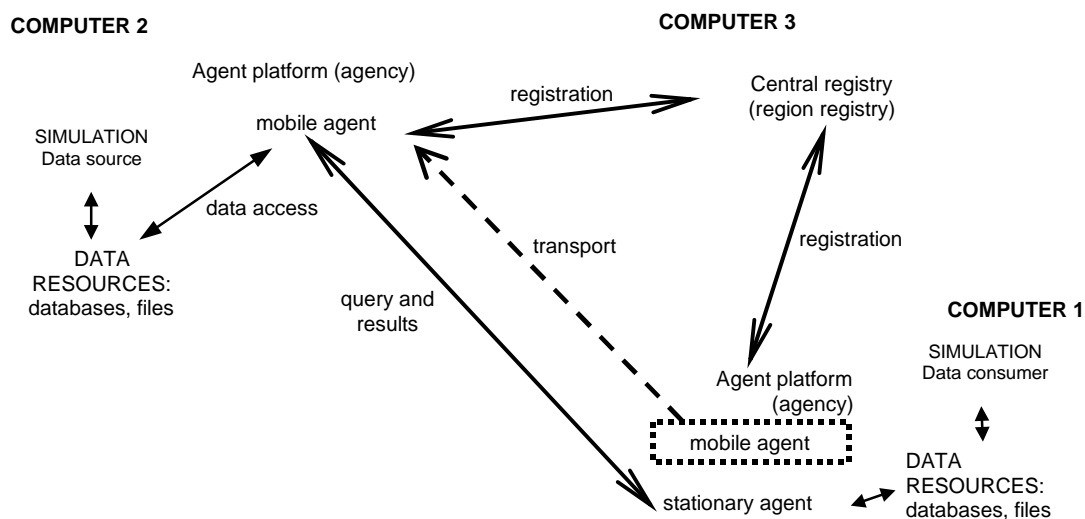 COMPUTER 2
COMPUTER 3
Agent platform (agency)
Central registry
(region registry)
registration
mobile agent
SIMULATION
Data source
data access
registration
transport
DATA
RESOURCES:
databases, files
query and
results
COMPUTER 1
SIMULATION
Data consumer
Agent platform
(agency)
mobile agent
DATA
RESOURCES:
databases, files
stationary agent